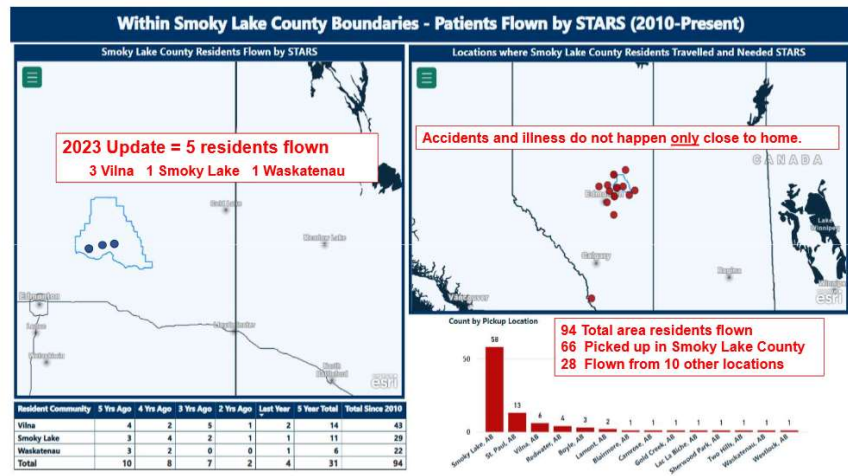 Within Smoky Lake County Boundaries - Patients Flown by STARS (2010-Present)
Smoky Lake County Residents Flown by STARS
2023 Update = 5 residents flown
3 Vilna 1 Smoky Lake 1 Waskatenau
Cold Lake
Meadow Lake
Edmonton
Leduc
Wetaskiwin
Lloydminster
North
Battleford
esri
Resident Community 5 Yrs Ago 4 Yrs Ago 3 Yrs Ago 2 Yrs Ago Last Year 5 Year Total Total Since 2010
Vilna 4 2 5 1 2 14 43
Smoky Lake 3 4 2 1 1 11 29
Waskatenau 3 2 0 0 1 6 22
Total 10 8 7 2 4 31 94
Locations where Smoky Lake County Residents Travelled and Needed STARS
Accidents and illness do not happen only close to home.
CANADA
Edmonton
Calgary
Regina
Lake
Winnipeg
Winnipeg
Vancouver
esri
Count by Pickup Location
94 Total area residents flown
66 Picked up in Smoky Lake County
28 Flown from 10 other locations
50
0
58
13
6
4
3
2
1
1
1
1
1
1
1
1
Smoky Lake, AB
St. Paul, AB
Vilna, AB
Redwater, AB
Boyle, AB
Lamont, AB
Blairmore, AB
Camrose, AB
Gold Creek, AB
Lac La Biche, AB
Sherwood Park, AB
Two Hills, AB
Waskatenau, AB
Westlock, AB